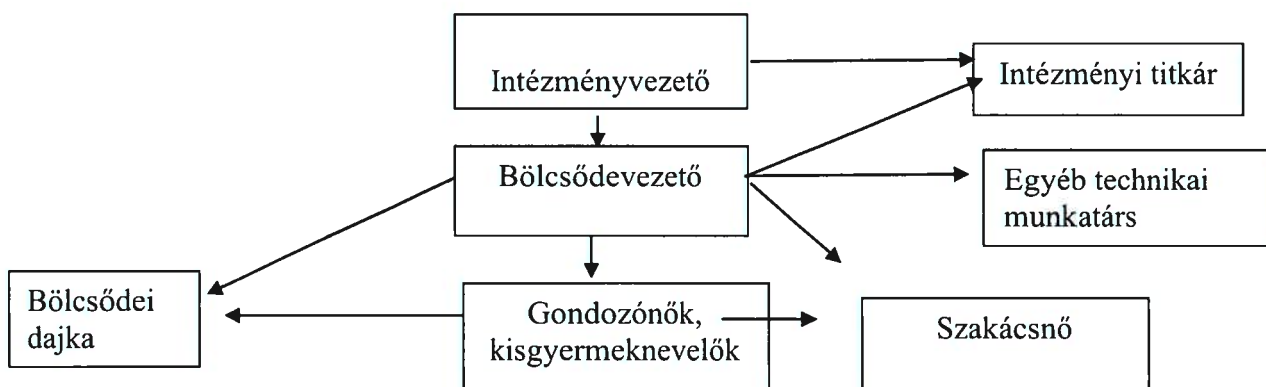 Intézményvezető
Intézményi titkár
Bölcsődevezető
Egyéb technikai
munkatárs
Bölcsődei
dajka
Gondozónők,
kisgyermeknevelők
Szakácsnő